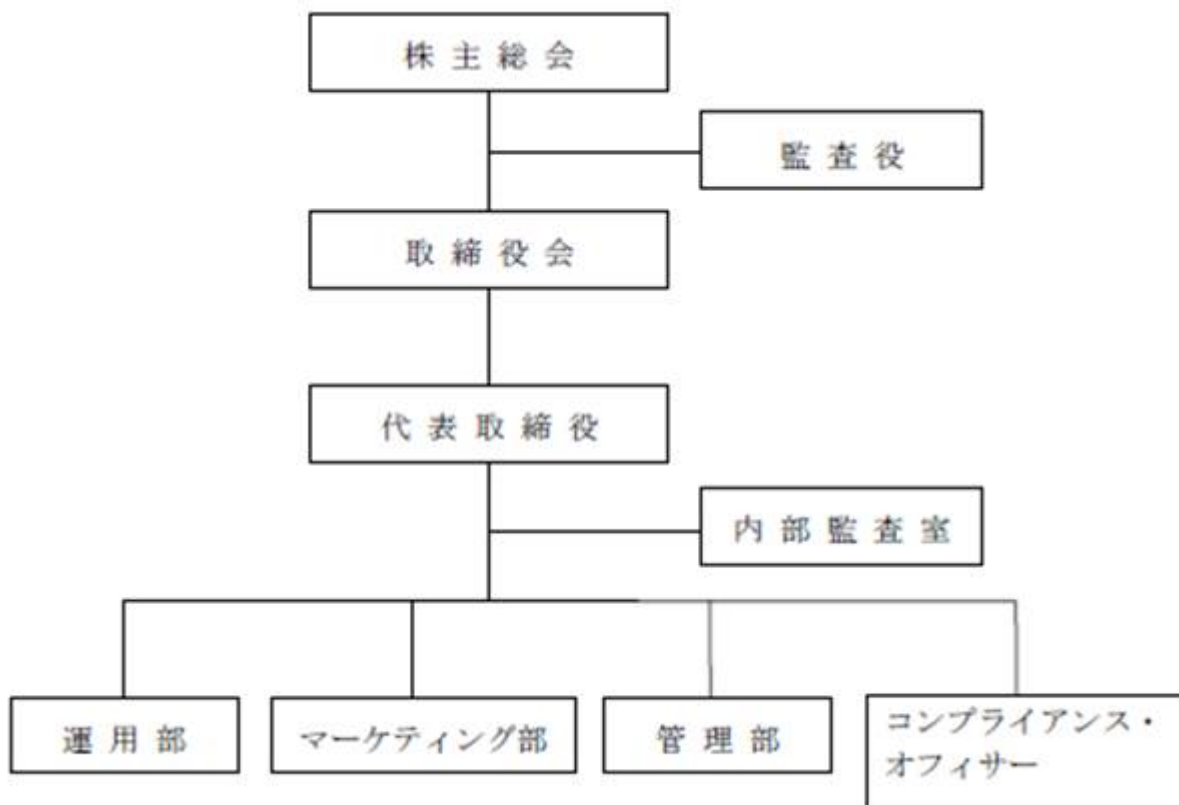 株主総会
監査役
取締役会
代表取締役
内部監査室
運用部
マーケティング部
管理部
コンプライアンス・
オフィサー